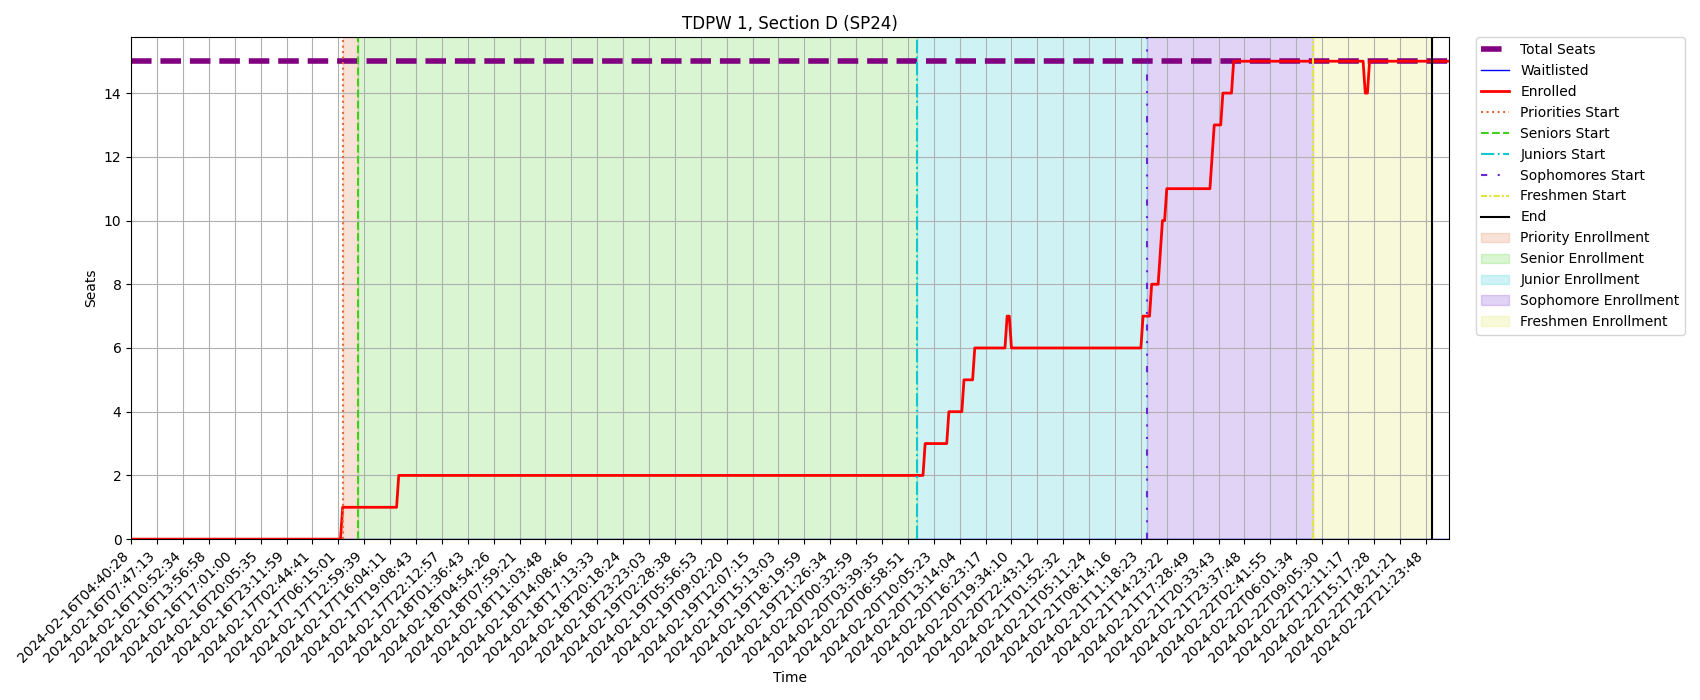 TDPW 1, Section D (SP24)
Seats
14
12
10
8
6
4
2
0
2024-02-16T04:40:28
2024-02-16T07:47:13
2024-02-16T10:52:34
2024-02-16T13:56:58
2024-02-16T17:01:00
2024-02-16T20:05:35
2024-02-16T23:11:59
2024-02-17T02:44:41
2024-02-17T06:15:01
2024-02-17T12:59:39
2024-02-17T16:04:11
2024-02-17T19:08:43
2024-02-17T22:12:57
2024-02-18T01:36:43
2024-02-18T04:54:26
2024-02-18T07:59:21
2024-02-18T11:03:48
2024-02-18T14:08:46
2024-02-18T17:13:33
2024-02-18T20:18:24
2024-02-18T23:23:03
2024-02-19T02:28:38
2024-02-19T05:56:53
2024-02-19T09:02:20
2024-02-19T12:07:15
2024-02-19T15:13:03
2024-02-19T18:19:59
2024-02-19T21:26:34
2024-02-20T00:32:59
2024-02-20T03:39:35
2024-02-20T06:58:51
2024-02-20T10:05:23
2024-02-20T13:14:04
2024-02-20T16:23:17
2024-02-20T19:34:10
2024-02-20T22:43:12
2024-02-21T01:52:32
2024-02-21T05:11:24
2024-02-21T08:14:16
2024-02-21T11:18:23
2024-02-21T14:23:22
2024-02-21T17:28:49
2024-02-21T20:33:43
2024-02-21T23:37:48
2024-02-22T02:41:55
2024-02-22T06:01:34
2024-02-22T09:05:30
2024-02-22T12:11:17
2024-02-22T15:17:28
2024-02-22T18:21:21
2024-02-22T21:23:48
Time
Total Seats
Waitlisted
Enrolled
Priorities Start
Seniors Start
Juniors Start
Sophomores Start
Freshmen Start
End
Priority Enrollment
Senior Enrollment
Junior Enrollment
Sophomore Enrollment
Freshmen Enrollment